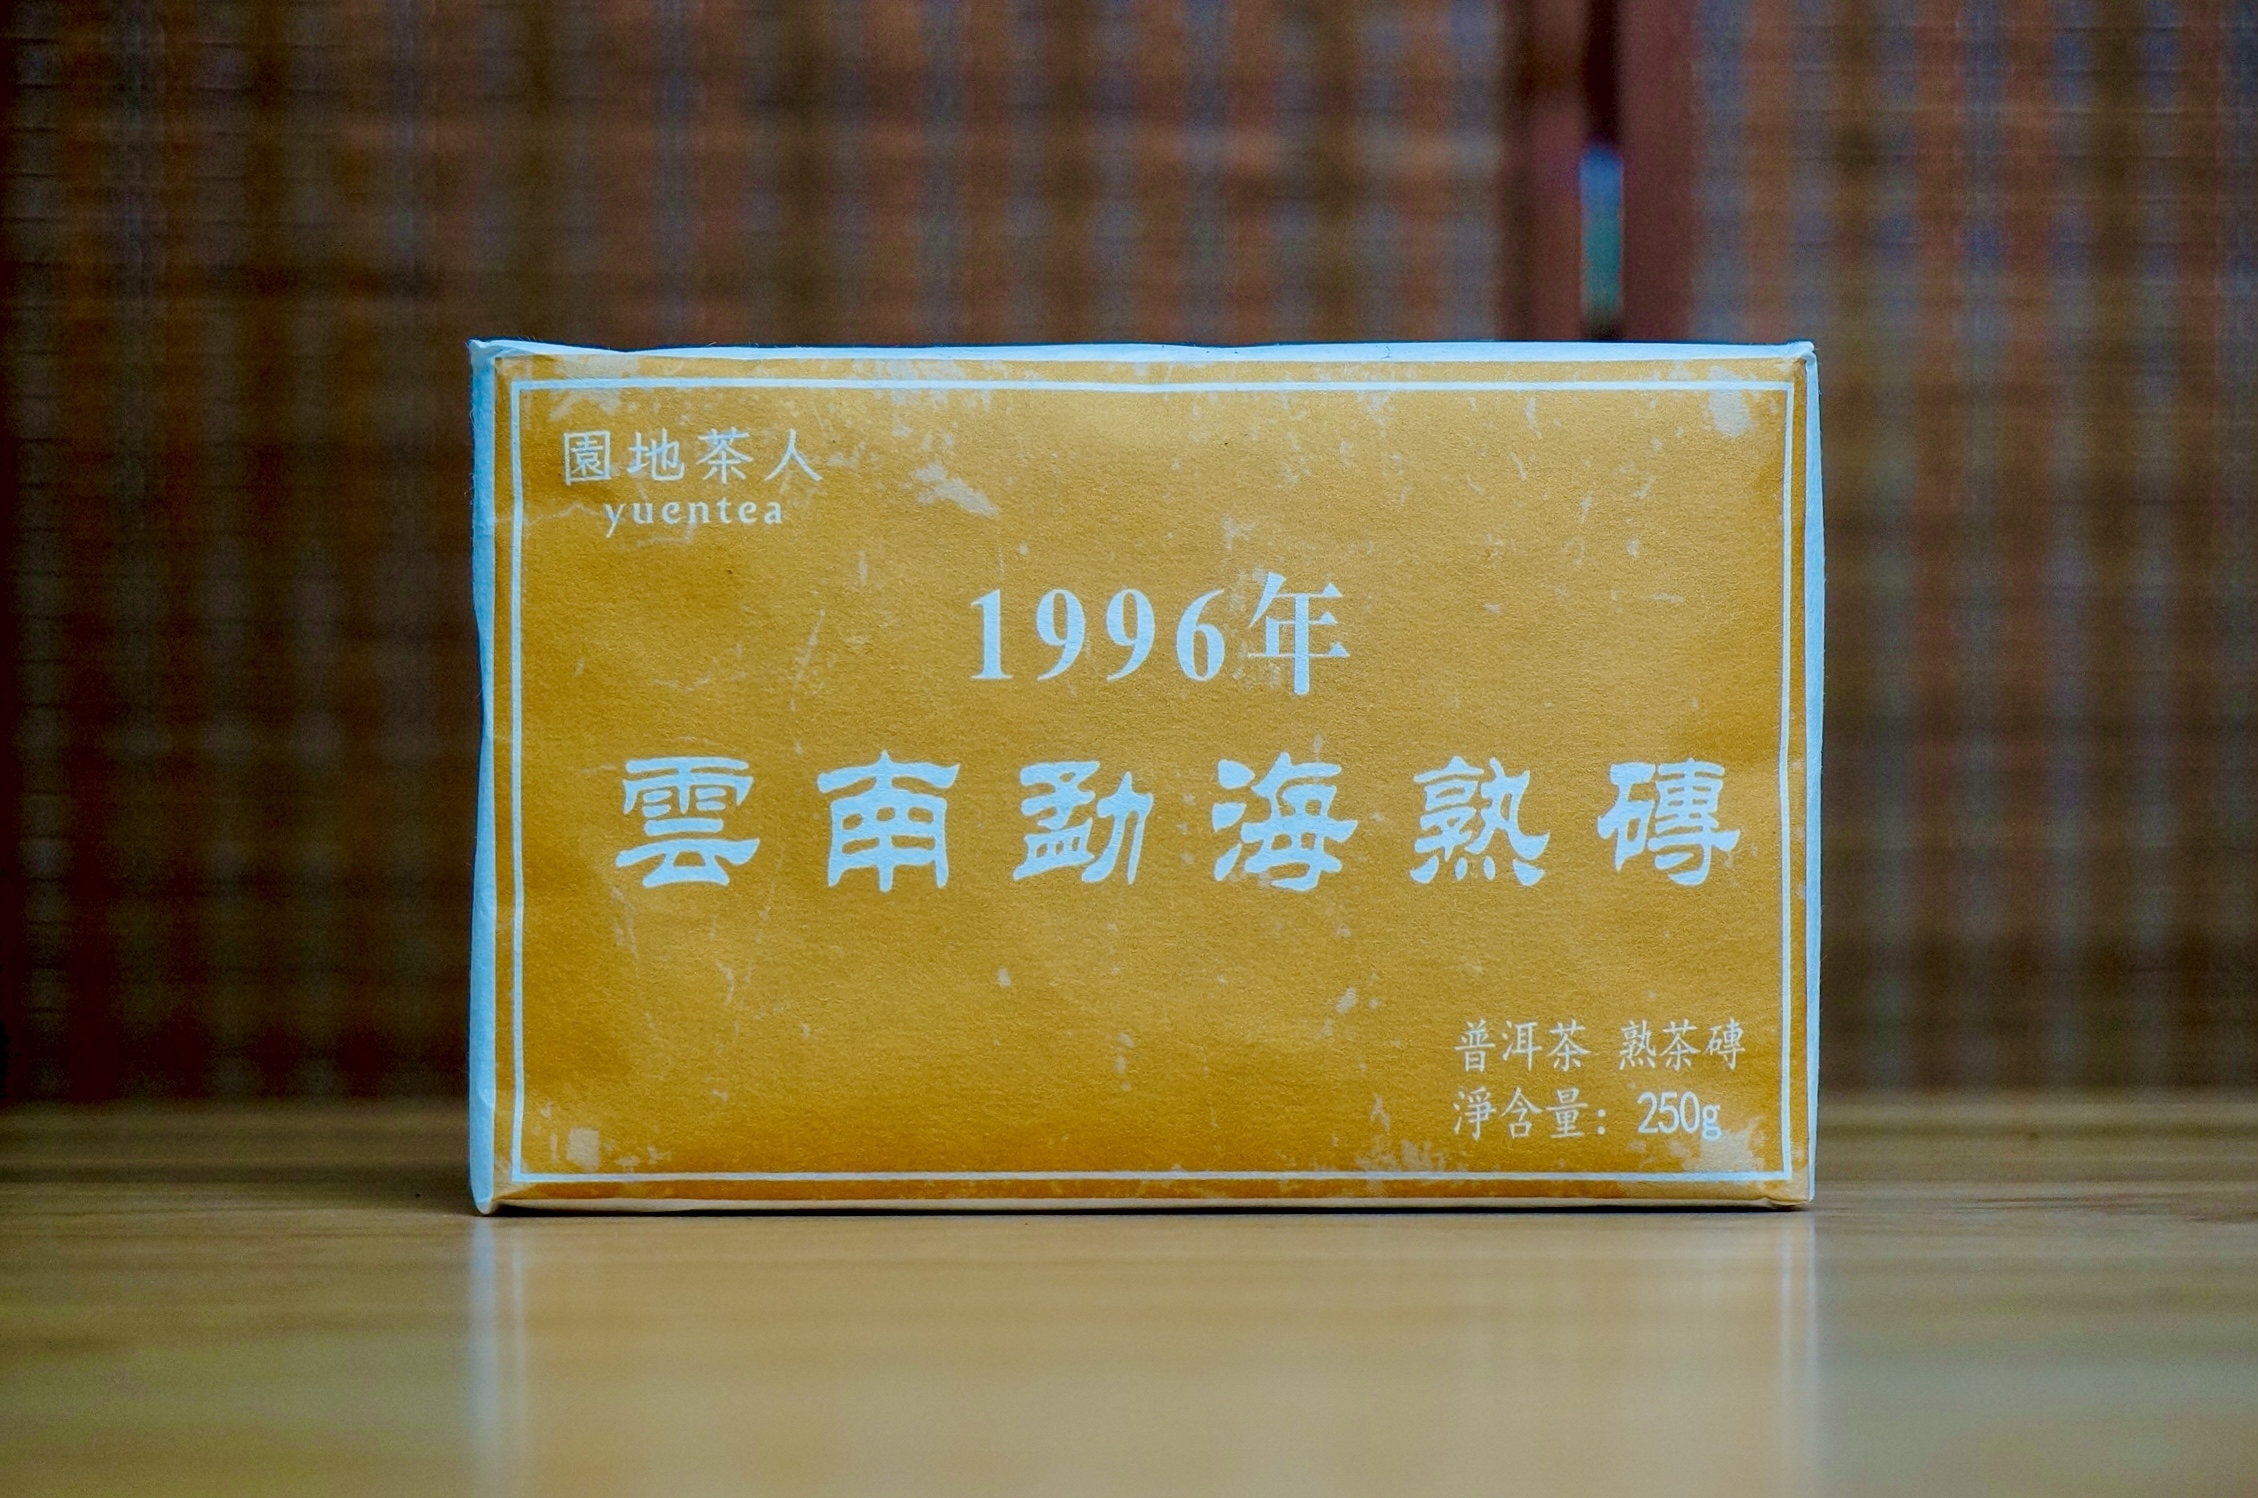 園地茶人
yuentea
1996年
雲南勐海熟磚
普洱茶 熟茶磚
淨含量：250g